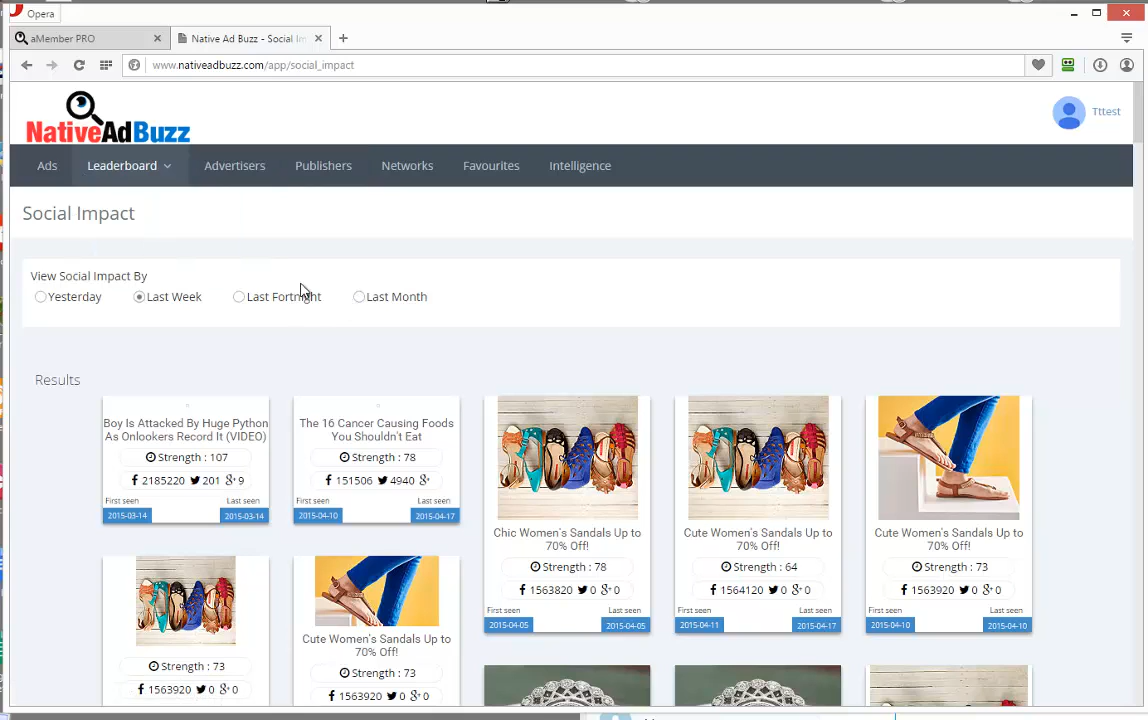 Opera
aMember PRO
Native Ad Buzz - Social Im
www.nativeadbuzz.com/app/social_impact
NativeAdBuzz
Tttest
Ads
Leaderboard
Advertisers
Publishers
Networks
Favourites
Intelligence
Social Impact
View Social Impact By
Yesterday
Last Week
Last Fortnight
Last Month
Results
Boy Is Attacked By Huge Python
As Onlookers Record It (VIDEO)
Strength : 107
2185220 201 9
First seen Last seen
2015-03-14 2015-03-14
The 16 Cancer Causing Foods
You Shouldn't Eat
Strength : 78
151506 4940
First seen Last seen
2015-04-10 2015-04-17
Chic Women's Sandals Up to
70% Off!
Strength : 78
1563820 0 0
First seen Last seen
2015-04-05 2015-04-05
Cute Women's Sandals Up to
70% Off!
Strength : 64
1564120 0 0
First seen Last seen
2015-04-11 2015-04-17
Cute Women's Sandals Up to
70% Off!
Strength : 73
1563920 0 0
First seen Last seen
2015-04-10 2015-04-10
Strength : 73
1563920 0 0
Cute Women's Sandals Up to
70% Off!
Strength : 73
1563920 0 0